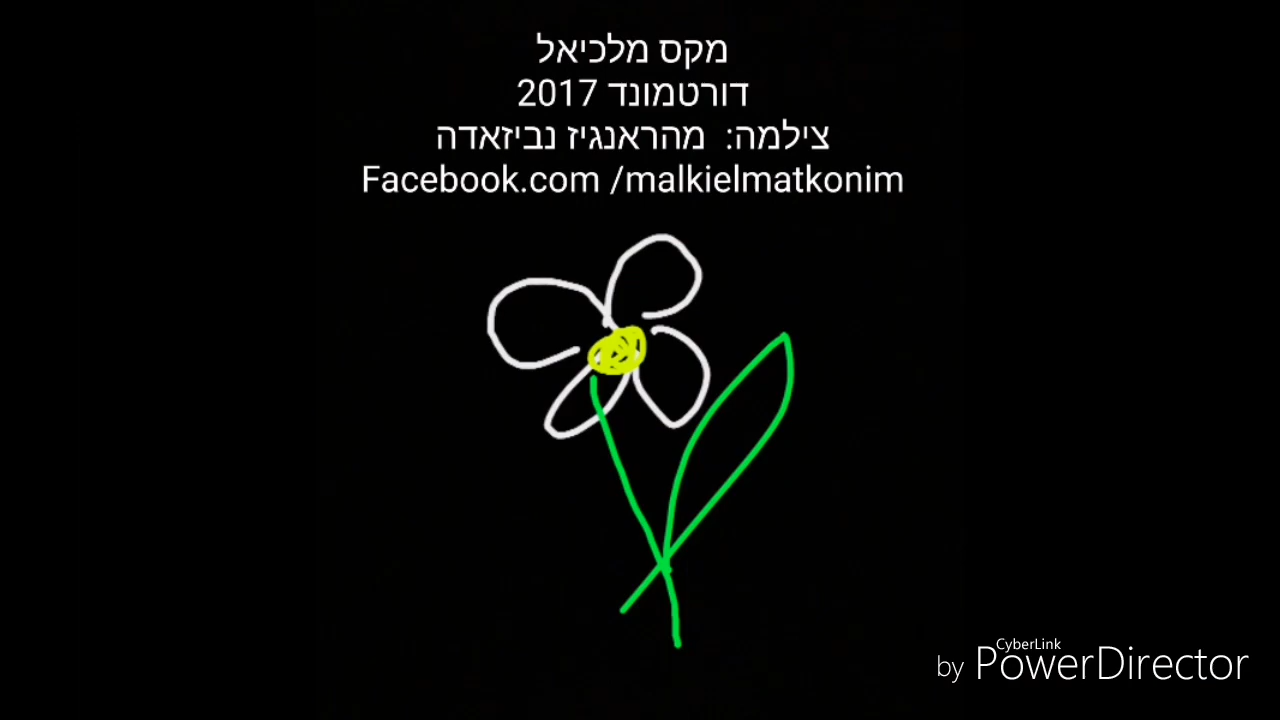 מקס מלכיאל
דורטמונד 2017
צילמה: מהראנגיז נביזאדה
Facebook.com /malkielmatkonim
CyberLink
by PowerDirector